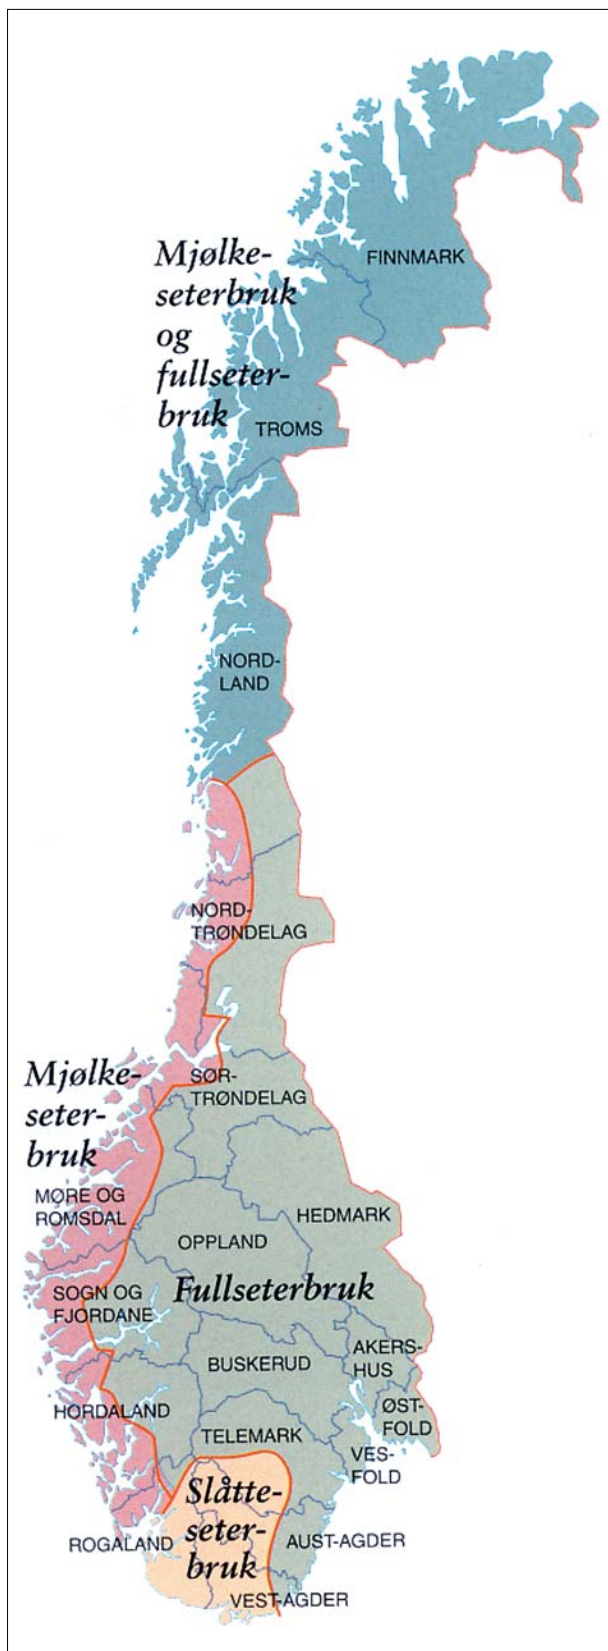 FINNMARK
Mjølke-
seterbruk
og
fullseter-
bruk
TROMS
NORD-
LAND
NORD-
TRØNDELAG
Mjølke-
seter-
bruk
SØR-
TRØNDELAG
MØRE OG
ROMSDAL
HEDMARK
OPPLAND
SOGN OG
FJORDANE
Fullseterbruk
AKERS-
HUS
BUSKERUD
ØST-
FOLD
HORDALAND
TELEMARK
VES-
FOLD
Slåtte-
seter-
bruk
ROGALAND
AUST-AGDER
VEST-AGDER